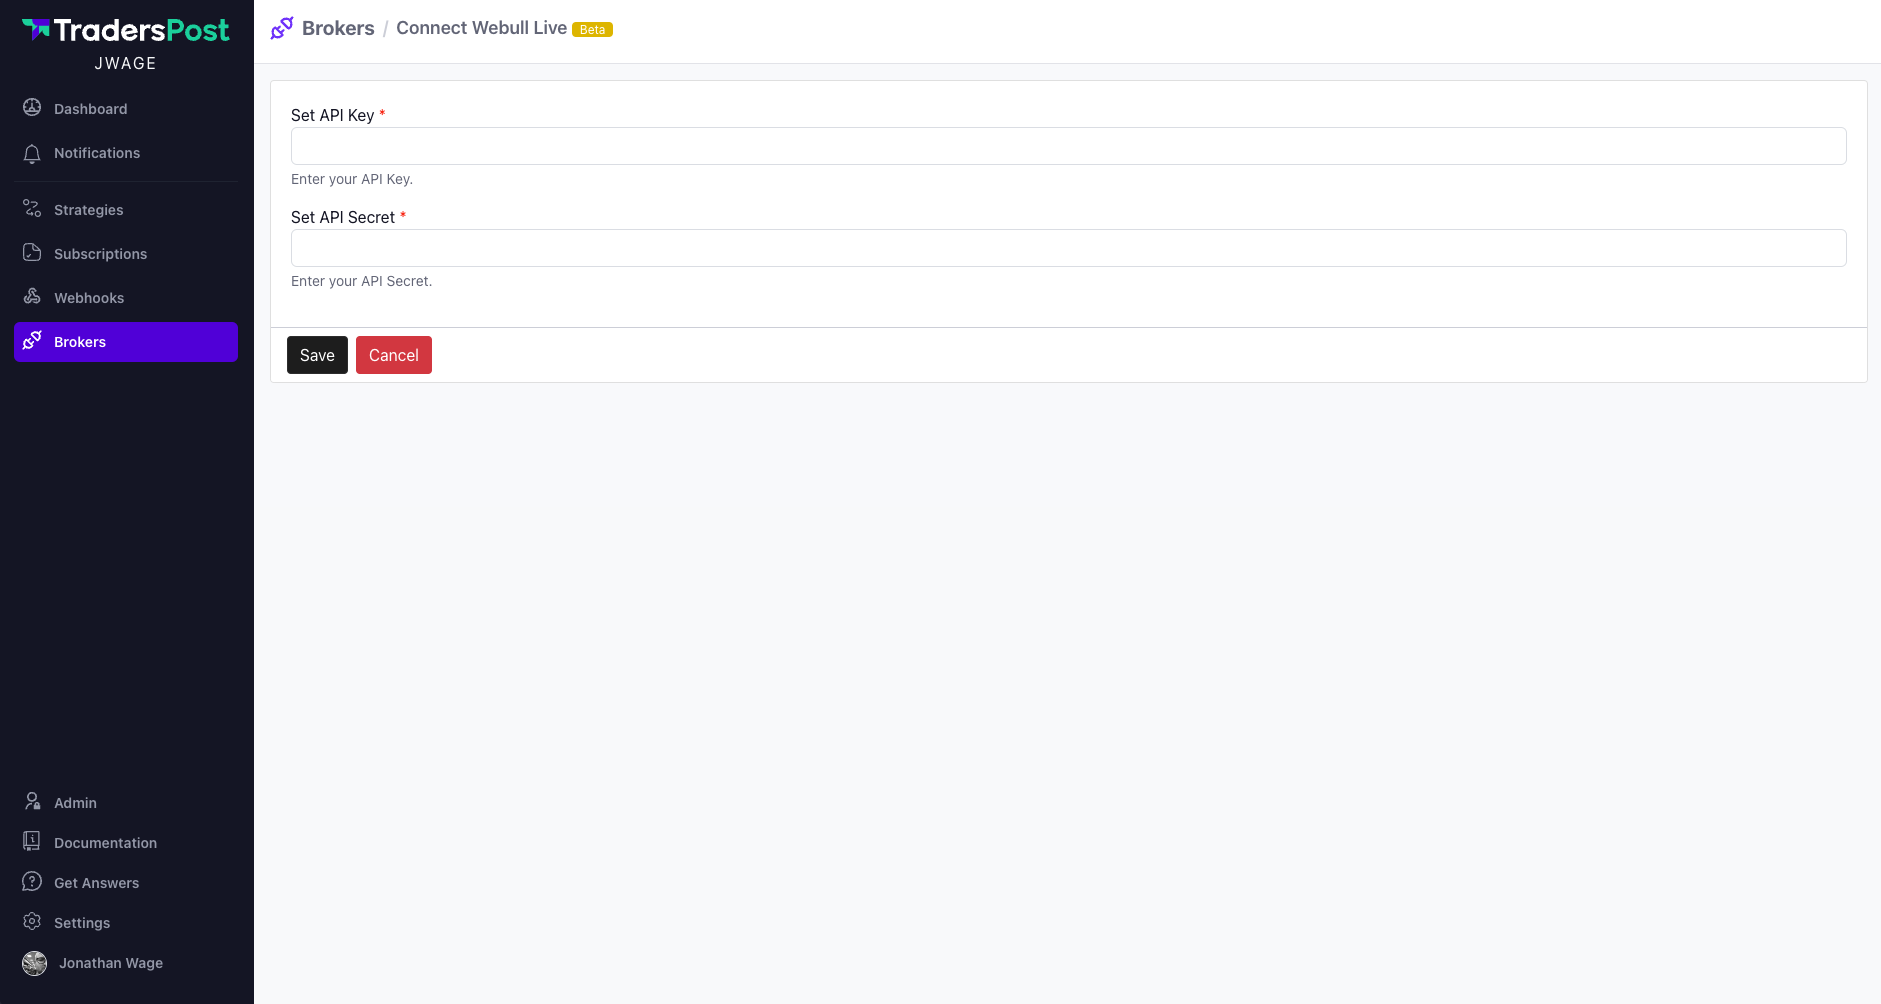 TradersPost
JWAGE
Dashboard
Notifications
Strategies
Subscriptions
Webhooks
Brokers
Admin
Documentation
Get Answers
Settings
Jonathan Wage
Brokers / Connect Webull Live Beta
Set API Key *
Enter your API Key.
Set API Secret *
Enter your API Secret.
Save Cancel